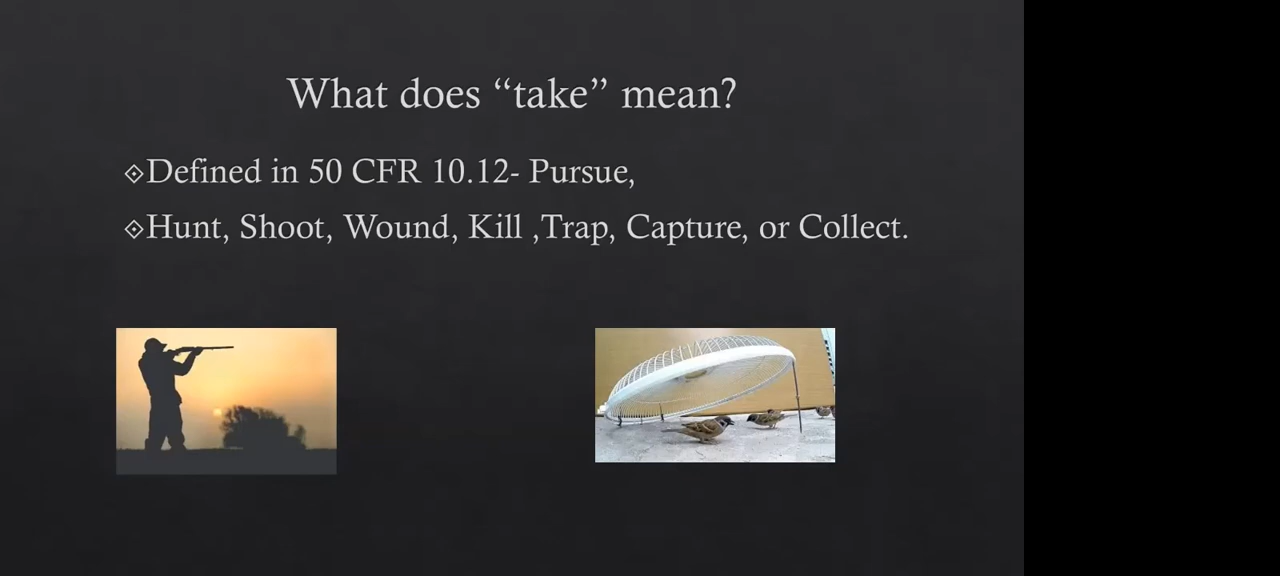 What does “take” mean?
Defined in 50 CFR 10.12- Pursue,
Hunt, Shoot, Wound, Kill ,Trap, Capture, or Collect.